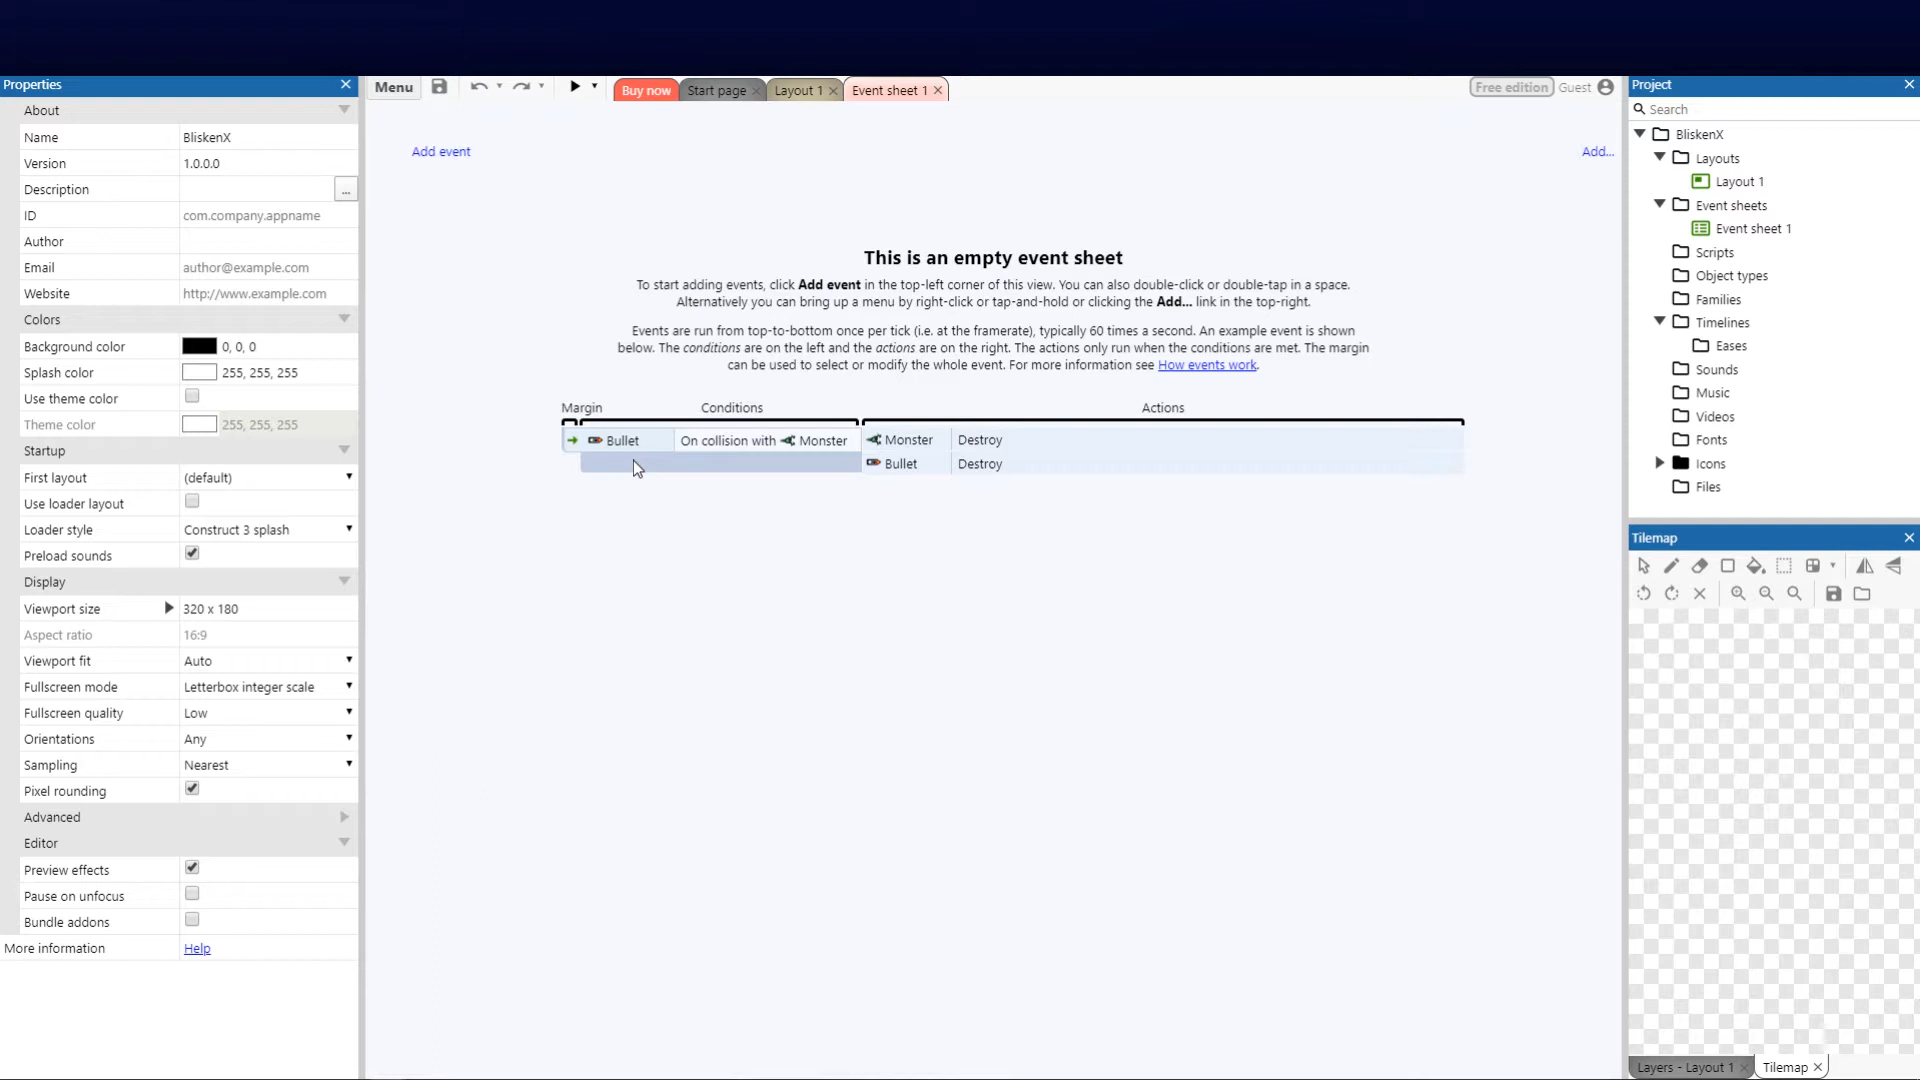 Properties
About
Name BliskenX
Version 1.0.0.0
Description ...
ID com.company.appname
Author
Email author@example.com
Website http://www.example.com
Colors
Background color 0, 0, 0
Splash color 255, 255, 255
Use theme color
Theme color 255, 255, 255
Startup
First layout (default)
Use loader layout
Loader style Construct 3 splash
Preload sounds
Display
Viewport size 320 x 180
Aspect ratio 16:9
Viewport fit Auto
Fullscreen mode Letterbox integer scale
Fullscreen quality Low
Orientations Any
Sampling Nearest
Pixel rounding
Advanced
Editor
Preview effects
Pause on unfocus
Bundle addons
More information Help
Menu Buy now Start page Layout 1 Event sheet 1 Free edition Guest
Add event Add...
This is an empty event sheet
To start adding events, click Add event in the top-left corner of this view. You can also double-click or double-tap in a space.
Alternatively you can bring up a menu by right-click or tap-and-hold or clicking the Add... link in the top-right.
Events are run from top-to-bottom once per tick (i.e. at the framerate), typically 60 times a second. An example event is shown
below. The conditions are on the left and the actions are on the right. The actions only run when the conditions are met. The margin
can be used to select or modify the whole event. For more information see How events work.
Margin Conditions Actions
Bullet On collision with Monster Monster Destroy
Bullet Destroy
Project
Search
BliskenX
Layouts
Layout 1
Event sheets
Event sheet 1
Scripts
Object types
Families
Timelines
Eases
Sounds
Music
Videos
Fonts
Icons
Files
Tilemap
Layers - Layout 1 Tilemap